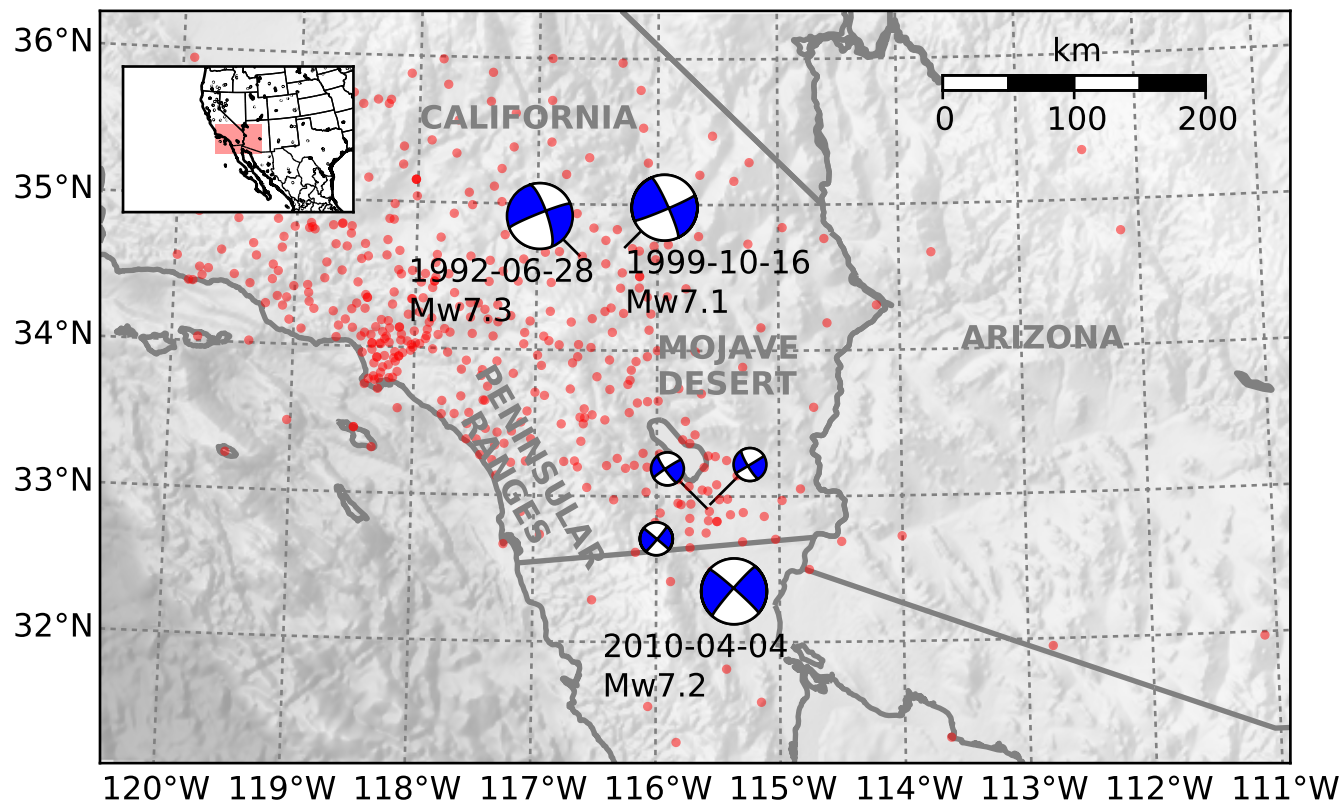 36°N
km
0 100 200
CALIFORNIA
35°N
1992-06-28
Mw7.3
1999-10-16
Mw7.1
34°N
MOJAVE
DESERT
ARIZONA
PENINSULAR
RANGES
33°N
32°N
2010-04-04
Mw7.2
120°W 119°W 118°W 117°W 116°W 115°W 114°W 113°W 112°W 111°W